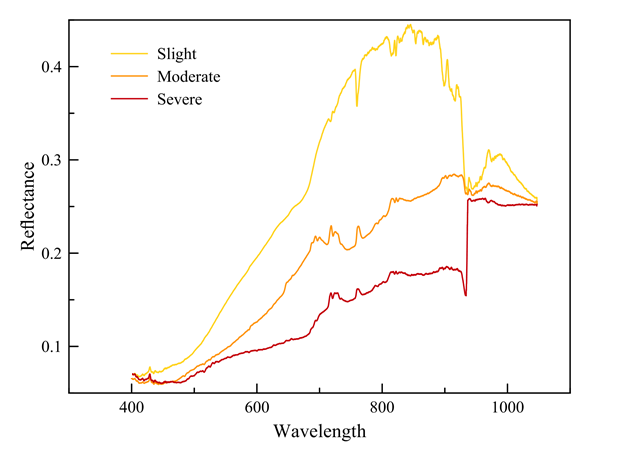 Slight
Moderate
Severe
0.4
0.3
0.2
0.1
Reflectance
400 600 800 1000
Wavelength